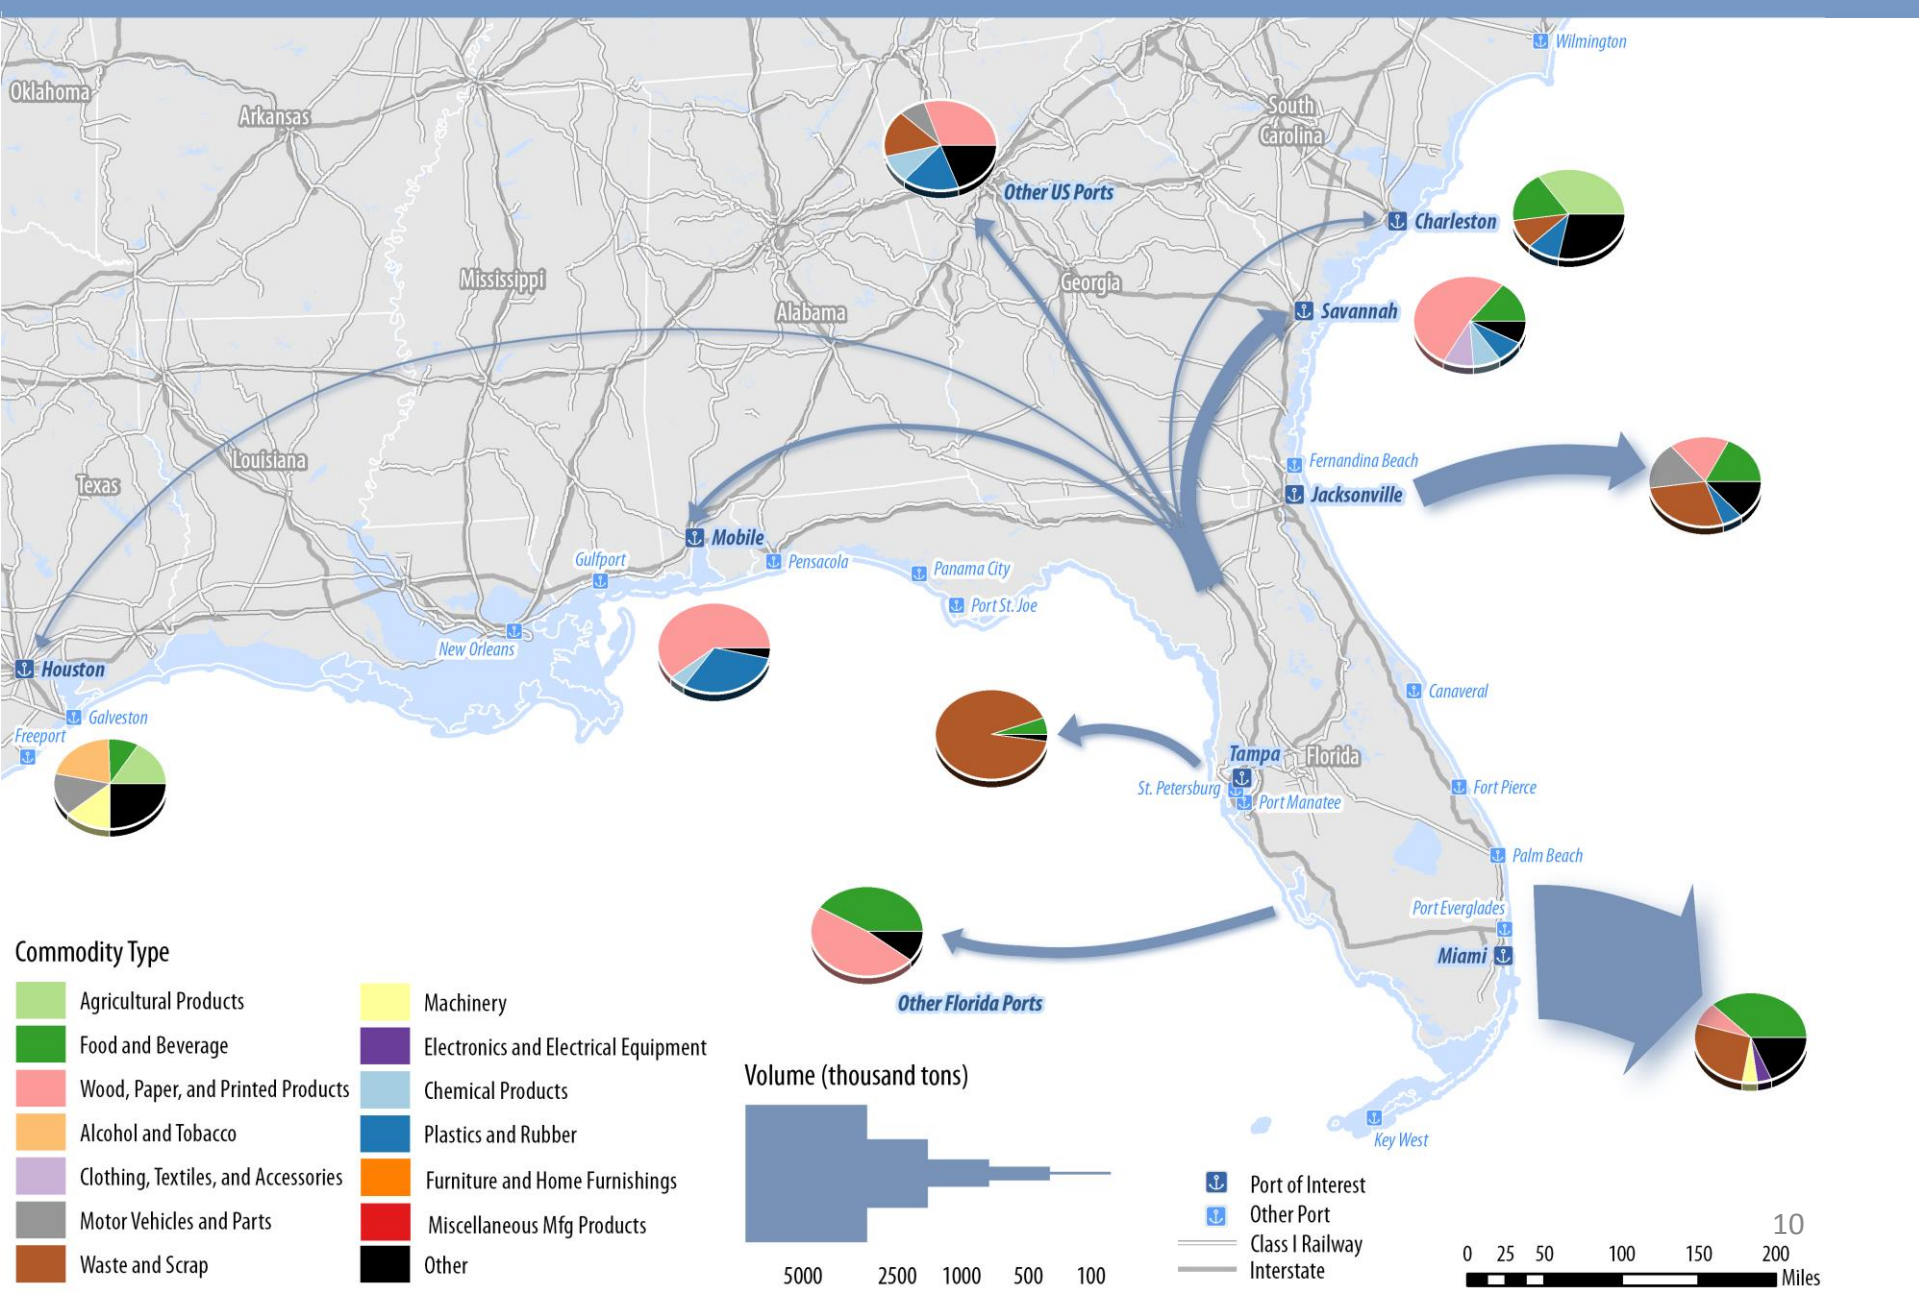 Wilmington
Oklahoma
Arkansas
South
Carolina
Other US Ports
Charleston
Mississippi
Georgia
Alabama
Savannah
Louisiana
Fernandina Beach
Texas
Jacksonville
Mobile
Gulfport
Pensacola
Panama City
Port St. Joe
New Orleans
Houston
Canaveral
Galveston
Freeport
Tampa
Florida
St. Petersburg
Port Manatee
Fort Pierce
Palm Beach
Port Everglades
Miami
Other Florida Ports
Key West
Commodity Type
Agricultural Products
Food and Beverage
Wood, Paper, and Printed Products
Alcohol and Tobacco
Clothing, Textiles, and Accessories
Motor Vehicles and Parts
Waste and Scrap
Machinery
Electronics and Electrical Equipment
Chemical Products
Plastics and Rubber
Furniture and Home Furnishings
Miscellaneous Mfg Products
Other
Volume (thousand tons)
5000 2500 1000 500 100
Port of Interest
Other Port
Class I Railway
Interstate
10
0 25 50 100 150 200
Miles